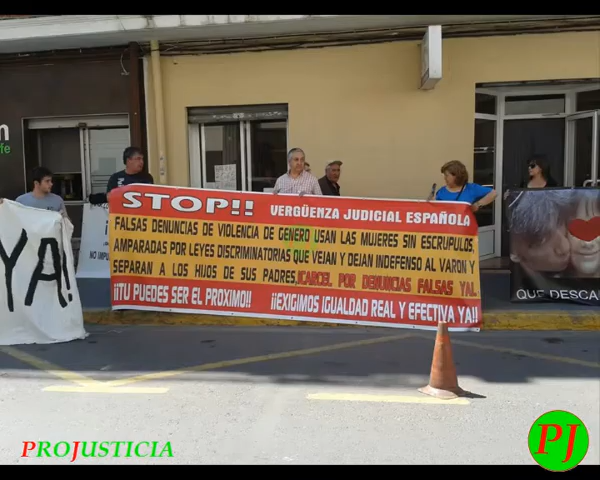 STOP!! VERGÜENZA JUDICIAL ESPAÑOLA
FALSAS DENUNCIAS DE VIOLENCIA DE GENERO USAN LAS MUJERES SIN ESCRUPULOS,
AMPARADAS POR LEYES DISCRIMINATORIAS QUE VEJAN Y DEJAN INDEFENSO AL VARON Y
SEPARAN A LOS HIJOS DE SUS PADRES.¡CARCEL POR DENUNCIAS FALSAS YA!.
¡¡TU PUEDES SER EL PROXIMO!! ¡¡EXIGIMOS IGUALDAD REAL Y EFECTIVA YA!!
YA!
NO IMPU
QUE DESCA
PROJUSTICIA
PJ